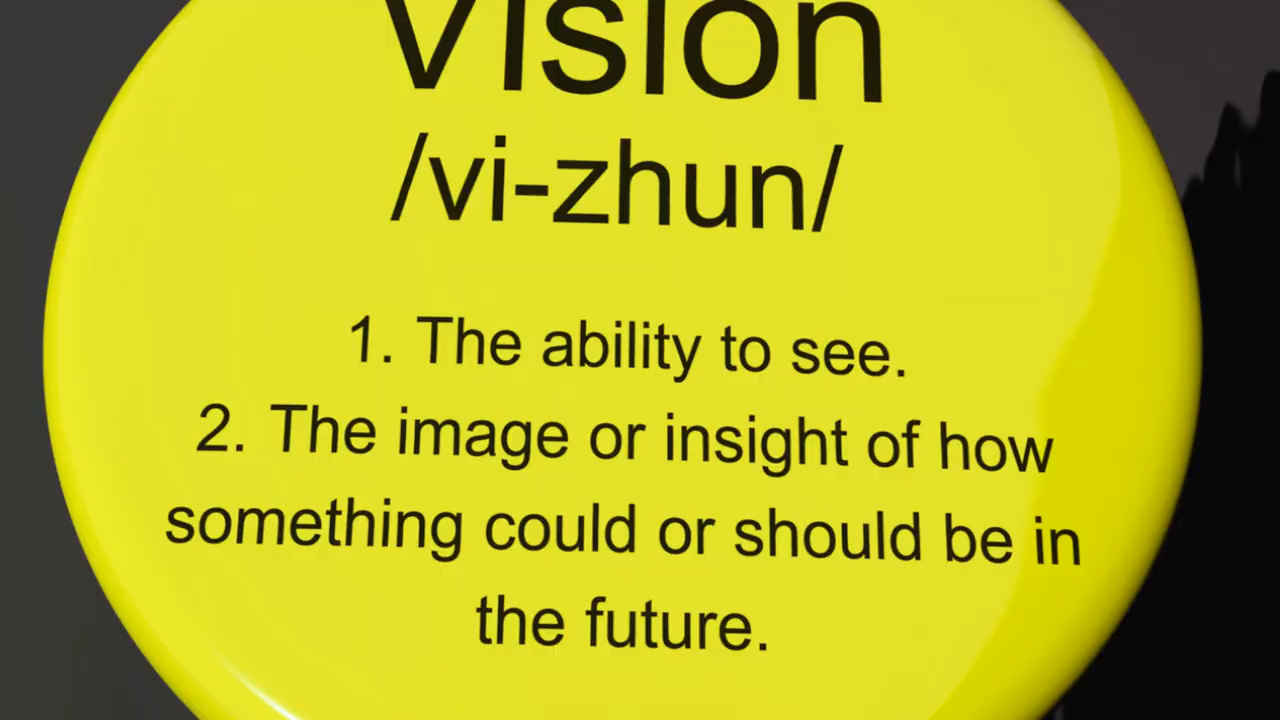 Vision
/vi-zhun/
1. The ability to see.
2. The image or insight of how
something could or should be in
the future.